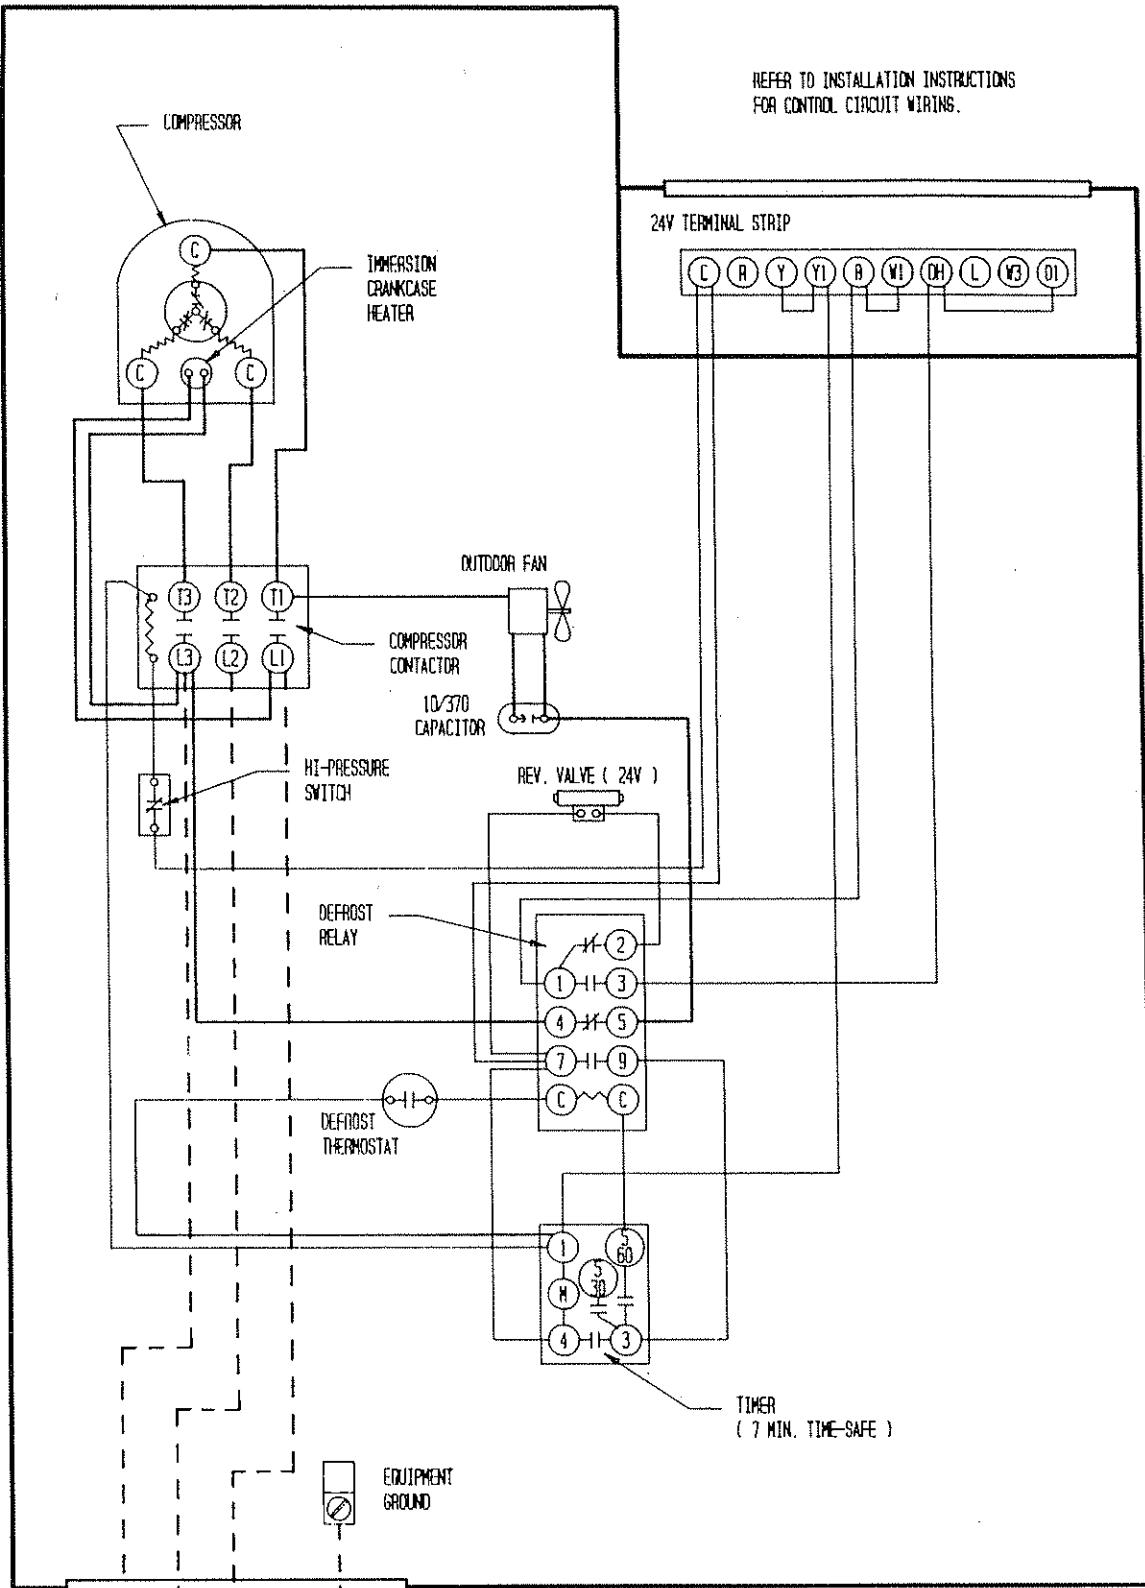 REFER TO INSTALLATION INSTRUCTIONS
FOR CONTROL CIRCUIT WIRING.
COMPRESSOR
24V TERMINAL STRIP
C
IMMERSION
CRANKCASE
HEATER
C R Y Y1 B W1 DH L W3 D1
C C
OUTDOOR FAN
T3 T2 T1
COMPRESSOR
CONTACTOR
L3 L2 L1
10/370
CAPACITOR
HI-PRESSURE
SWITCH
REV. VALVE ( 24V )
DEFROST
RELAY
2
1 3
4 5
7 9
C C
DEFROST
THERMOSTAT
1 S
60
S
30
M
4 3
TIMER
( 7 MIN. TIME-SAFE )
EQUIPMENT
GROUND